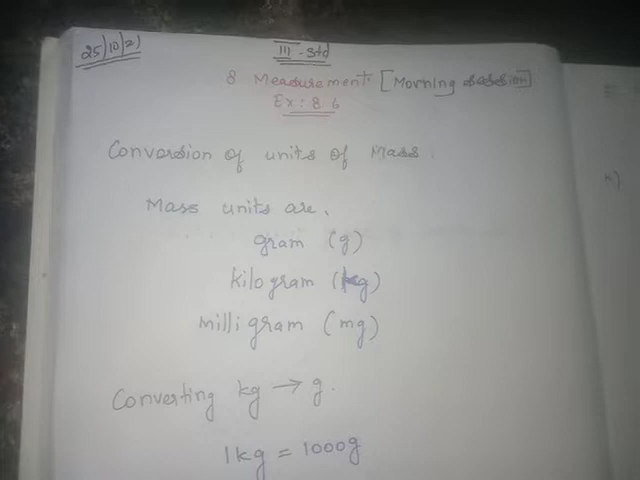 25/10/21
III - Std
8 Measurement [Morning session]
Ex: 8 6
Conversion of units of Mass.
Mass units are.
gram (g)
kilogram (kg)
milligram (mg)
Converting kg → g.
1kg = 1000g